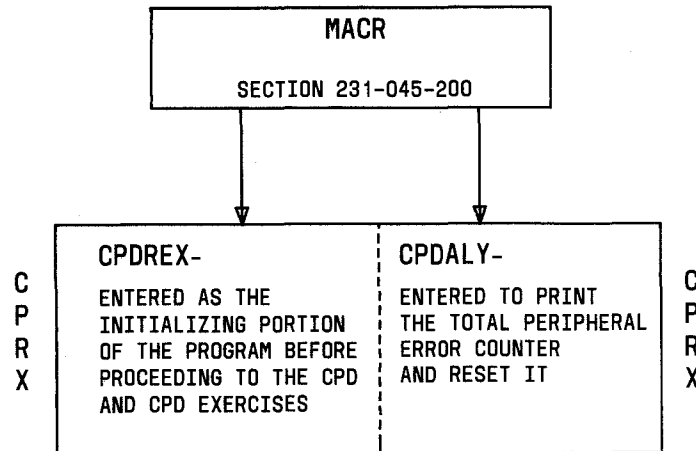 MACR
SECTION 231-045-200
C
P
R
X
CPDREX-
ENTERED AS THE
INITIALIZING PORTION
OF THE PROGRAM BEFORE
PROCEEDING TO THE CPD
AND CPD EXERCISES
CPDALY-
ENTERED TO PRINT
THE TOTAL PERIPHERAL
ERROR COUNTER
AND RESET IT
C
P
R
X